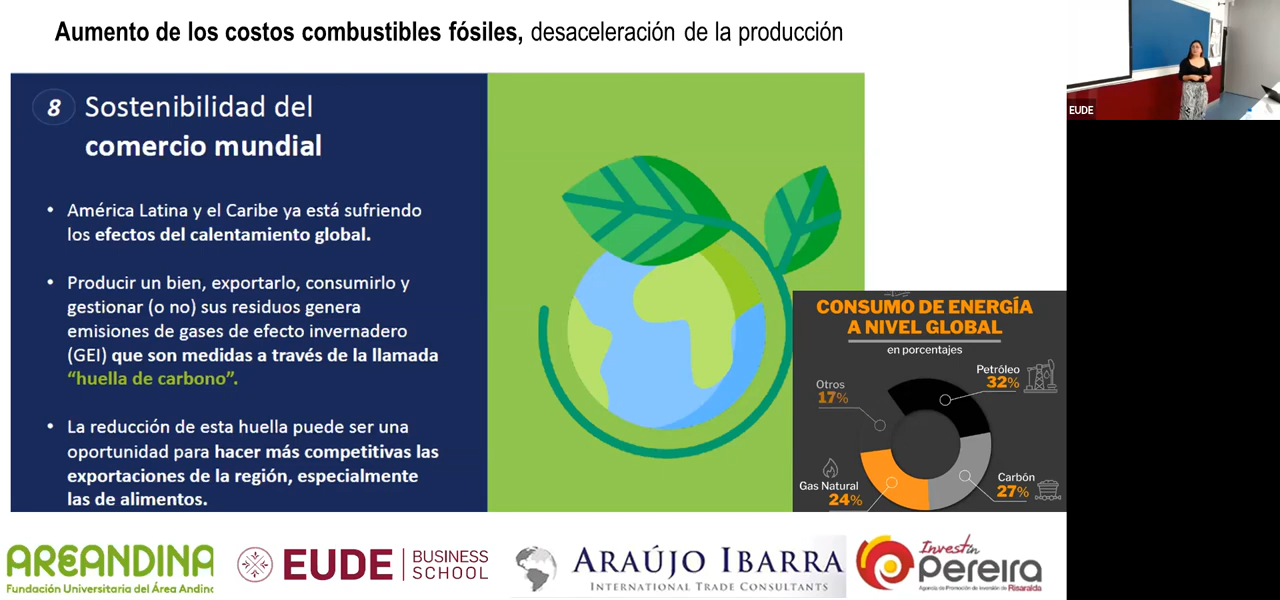 Aumento de los costos combustibles fósiles, desaceleración de la producción
EUDE
8
Sostenibilidad del
comercio mundial
• América Latina y el Caribe ya está sufriendo
los efectos del calentamiento global.
• Producir un bien, exportarlo, consumirlo y
gestionar (o no) sus residuos genera
emisiones de gases de efecto invernadero
(GEI) que son medidas a través de la llamada
“huella de carbono”.
• La reducción de esta huella puede ser una
oportunidad para hacer más competitivas las
exportaciones de la región, especialmente
las de alimentos.
CONSUMO DE ENERGÍA
A NIVEL GLOBAL
en porcentajes
Petróleo
32%
Otros
17%
Gas Natural
24%
Carbón
27%
AREANDINA
Fundación Universitaria del Área Andina
EUDE BUSINESS
SCHOOL
ARAÚJO IBARRA
INTERNATIONAL TRADE CONSULTANTS
Investin
pereira
Agencia de Promoción de Inversión de Risaralda